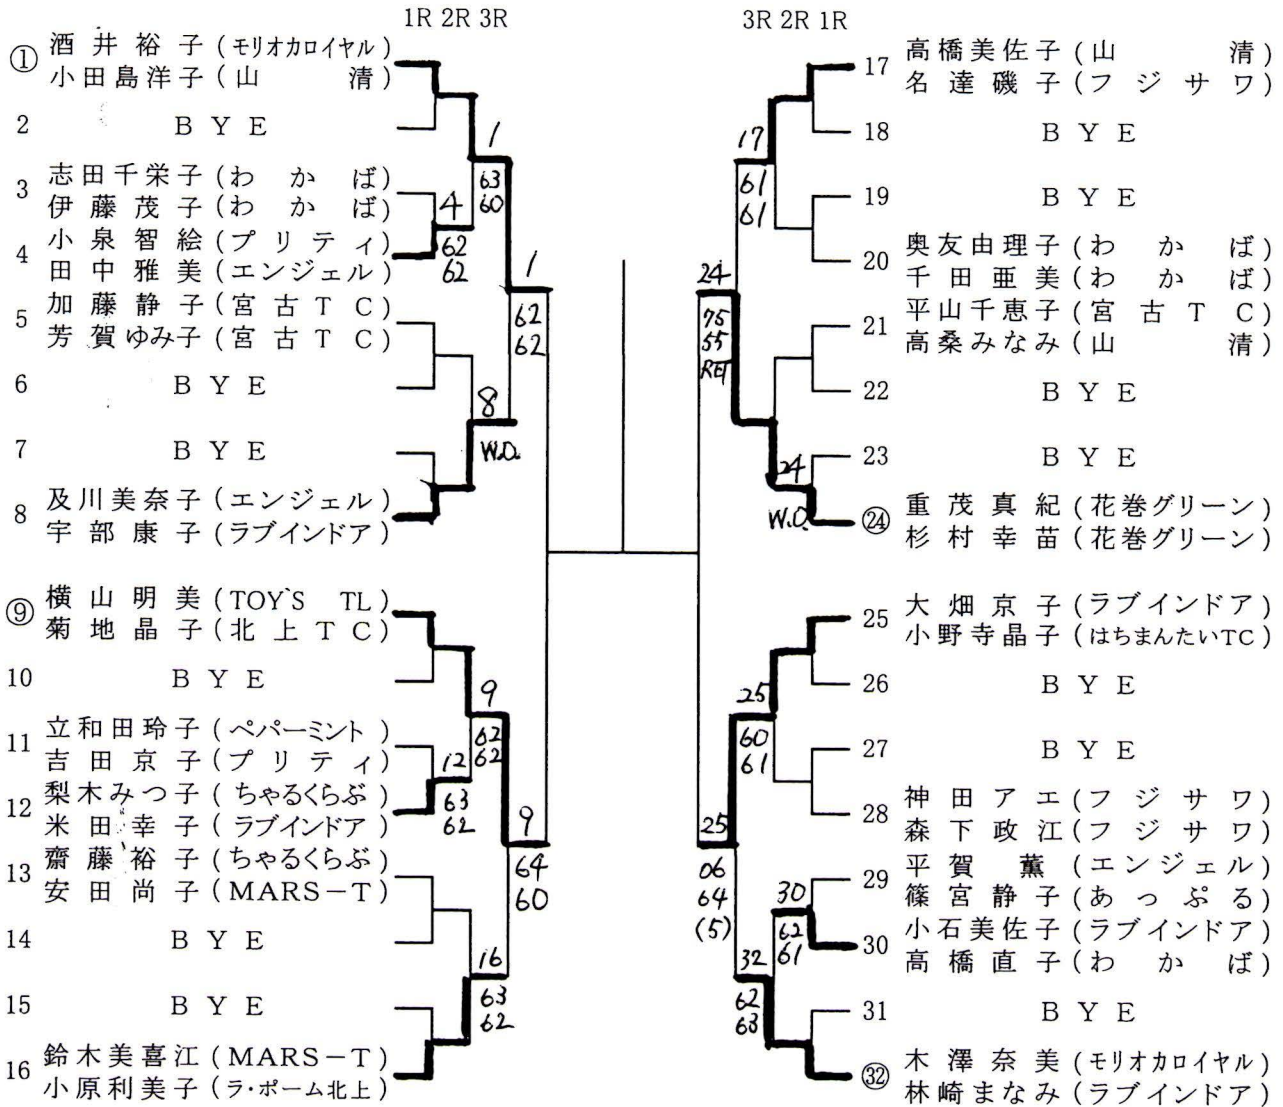 1R 2R 3R
① 酒井裕子(モリオカロイヤル)
小田島洋子(山清)
2 BYE
1
63
60
3 志田千栄子(わかば)
伊藤茂子(わかば)
4
62
62
4 小泉智絵(プリティ)
田中雅美(エンジェル)
1
62
62
5 加藤静子(宮古TC)
芳賀ゆみ子(宮古TC)
6 BYE
8
W.O.
7 BYE
8 及川美奈子(エンジェル)
宇部康子(ラブインドア)
⑨ 横山明美(TOY'S TL)
菊地晶子(北上TC)
10 BYE
9
62
62
11 立和田玲子(ペパーミント)
吉田京子(プリティ)
12
63
62
12 梨木みつ子(ちゃるくらぶ)
米田幸子(ラブインドア)
9
64
60
13 齋藤裕子(ちゃるくらぶ)
安田尚子(MARS-T)
14 BYE
16
63
62
15 BYE
16 鈴木美喜江(MARS-T)
小原利美子(ラ・ポーム北上)
3R 2R 1R
17 高橋美佐子(山清)
名達磯子(フジサワ)
18 BYE
17
61
61
19 BYE
20 奥友由理子(わかば)
千田亜美(わかば)
24
75
55
RET
21 平山千恵子(宮古TC)
高桑みなみ(山清)
22 BYE
23 BYE
24
W.O.
㉔ 重茂真紀(花巻グリーン)
杉村幸苗(花巻グリーン)
25 大畑京子(ラブインドア)
小野寺晶子(はちまんたいTC)
26 BYE
25
60
61
27 BYE
28 神田アエ(フジサワ)
森下政江(フジサワ)
25
06
64
(5)
29 平賀薫(エンジェル)
篠宮静子(あっぷる)
30
62
61
30 小石美佐子(ラブインドア)
高橋直子(わかば)
32
62
63
31 BYE
㉜ 木澤奈美(モリオカロイヤル)
林崎まなみ(ラブインドア)